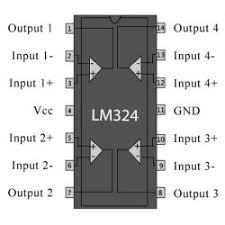 Output 1 1 14 Output 4
Input 1- 2 13 Input 4-
Input 1+ 3 12 Input 4+
Vcc 4 LM324 11 GND
Input 2+ 5 10 Input 3+
Input 2- 6 9 Input 3-
Output 2 7 8 Output 3